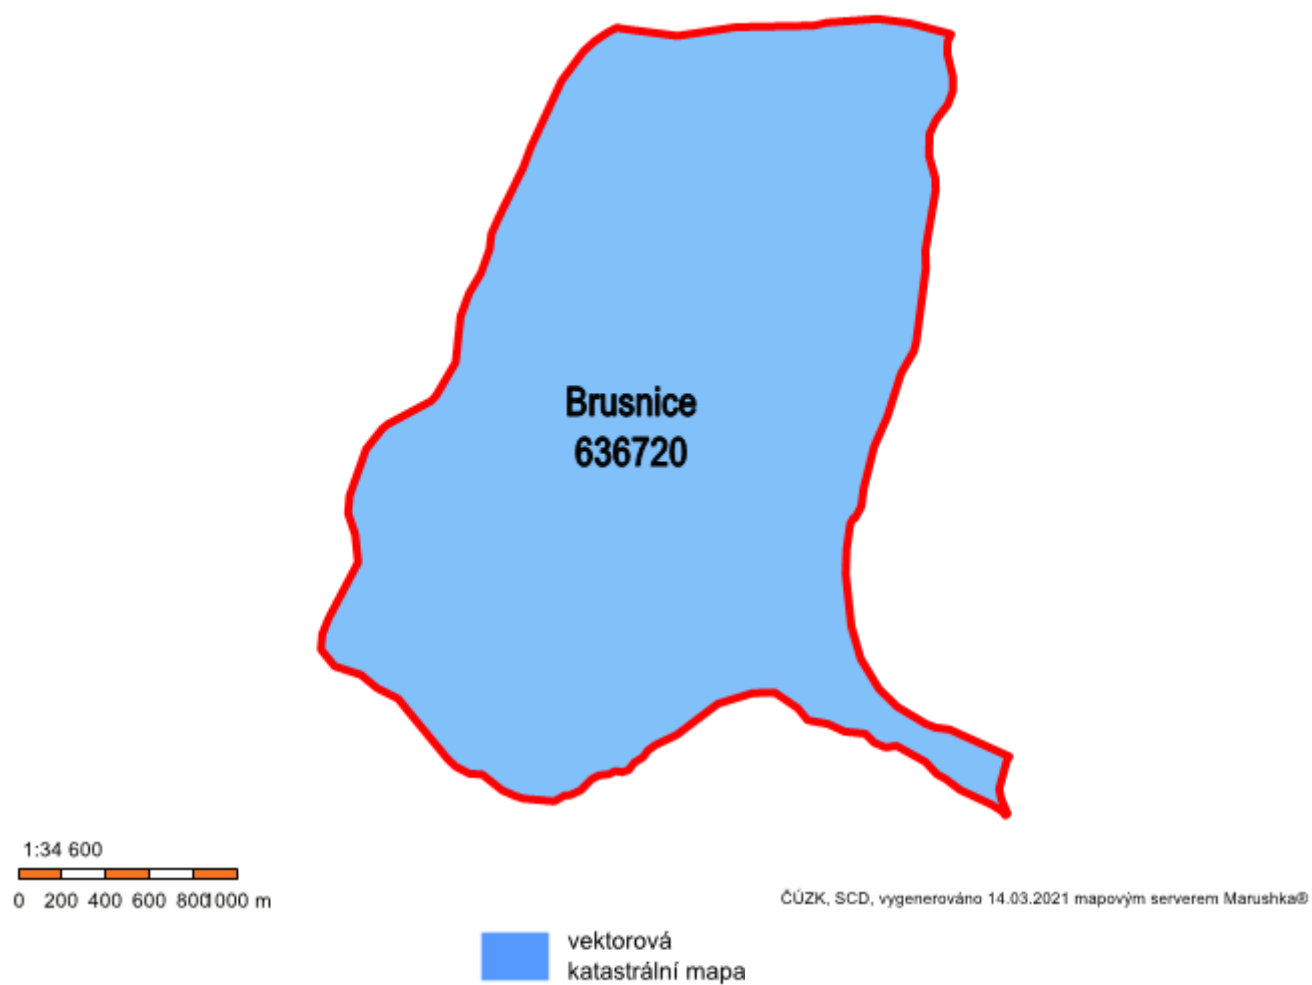 Brusnice
636720
1:34 600
0 200 400 600 800 1000 m
ČÚZK, SCD, vygenerováno 14.03.2021 mapovým serverem Marushka®
vektorová
katastrální mapa